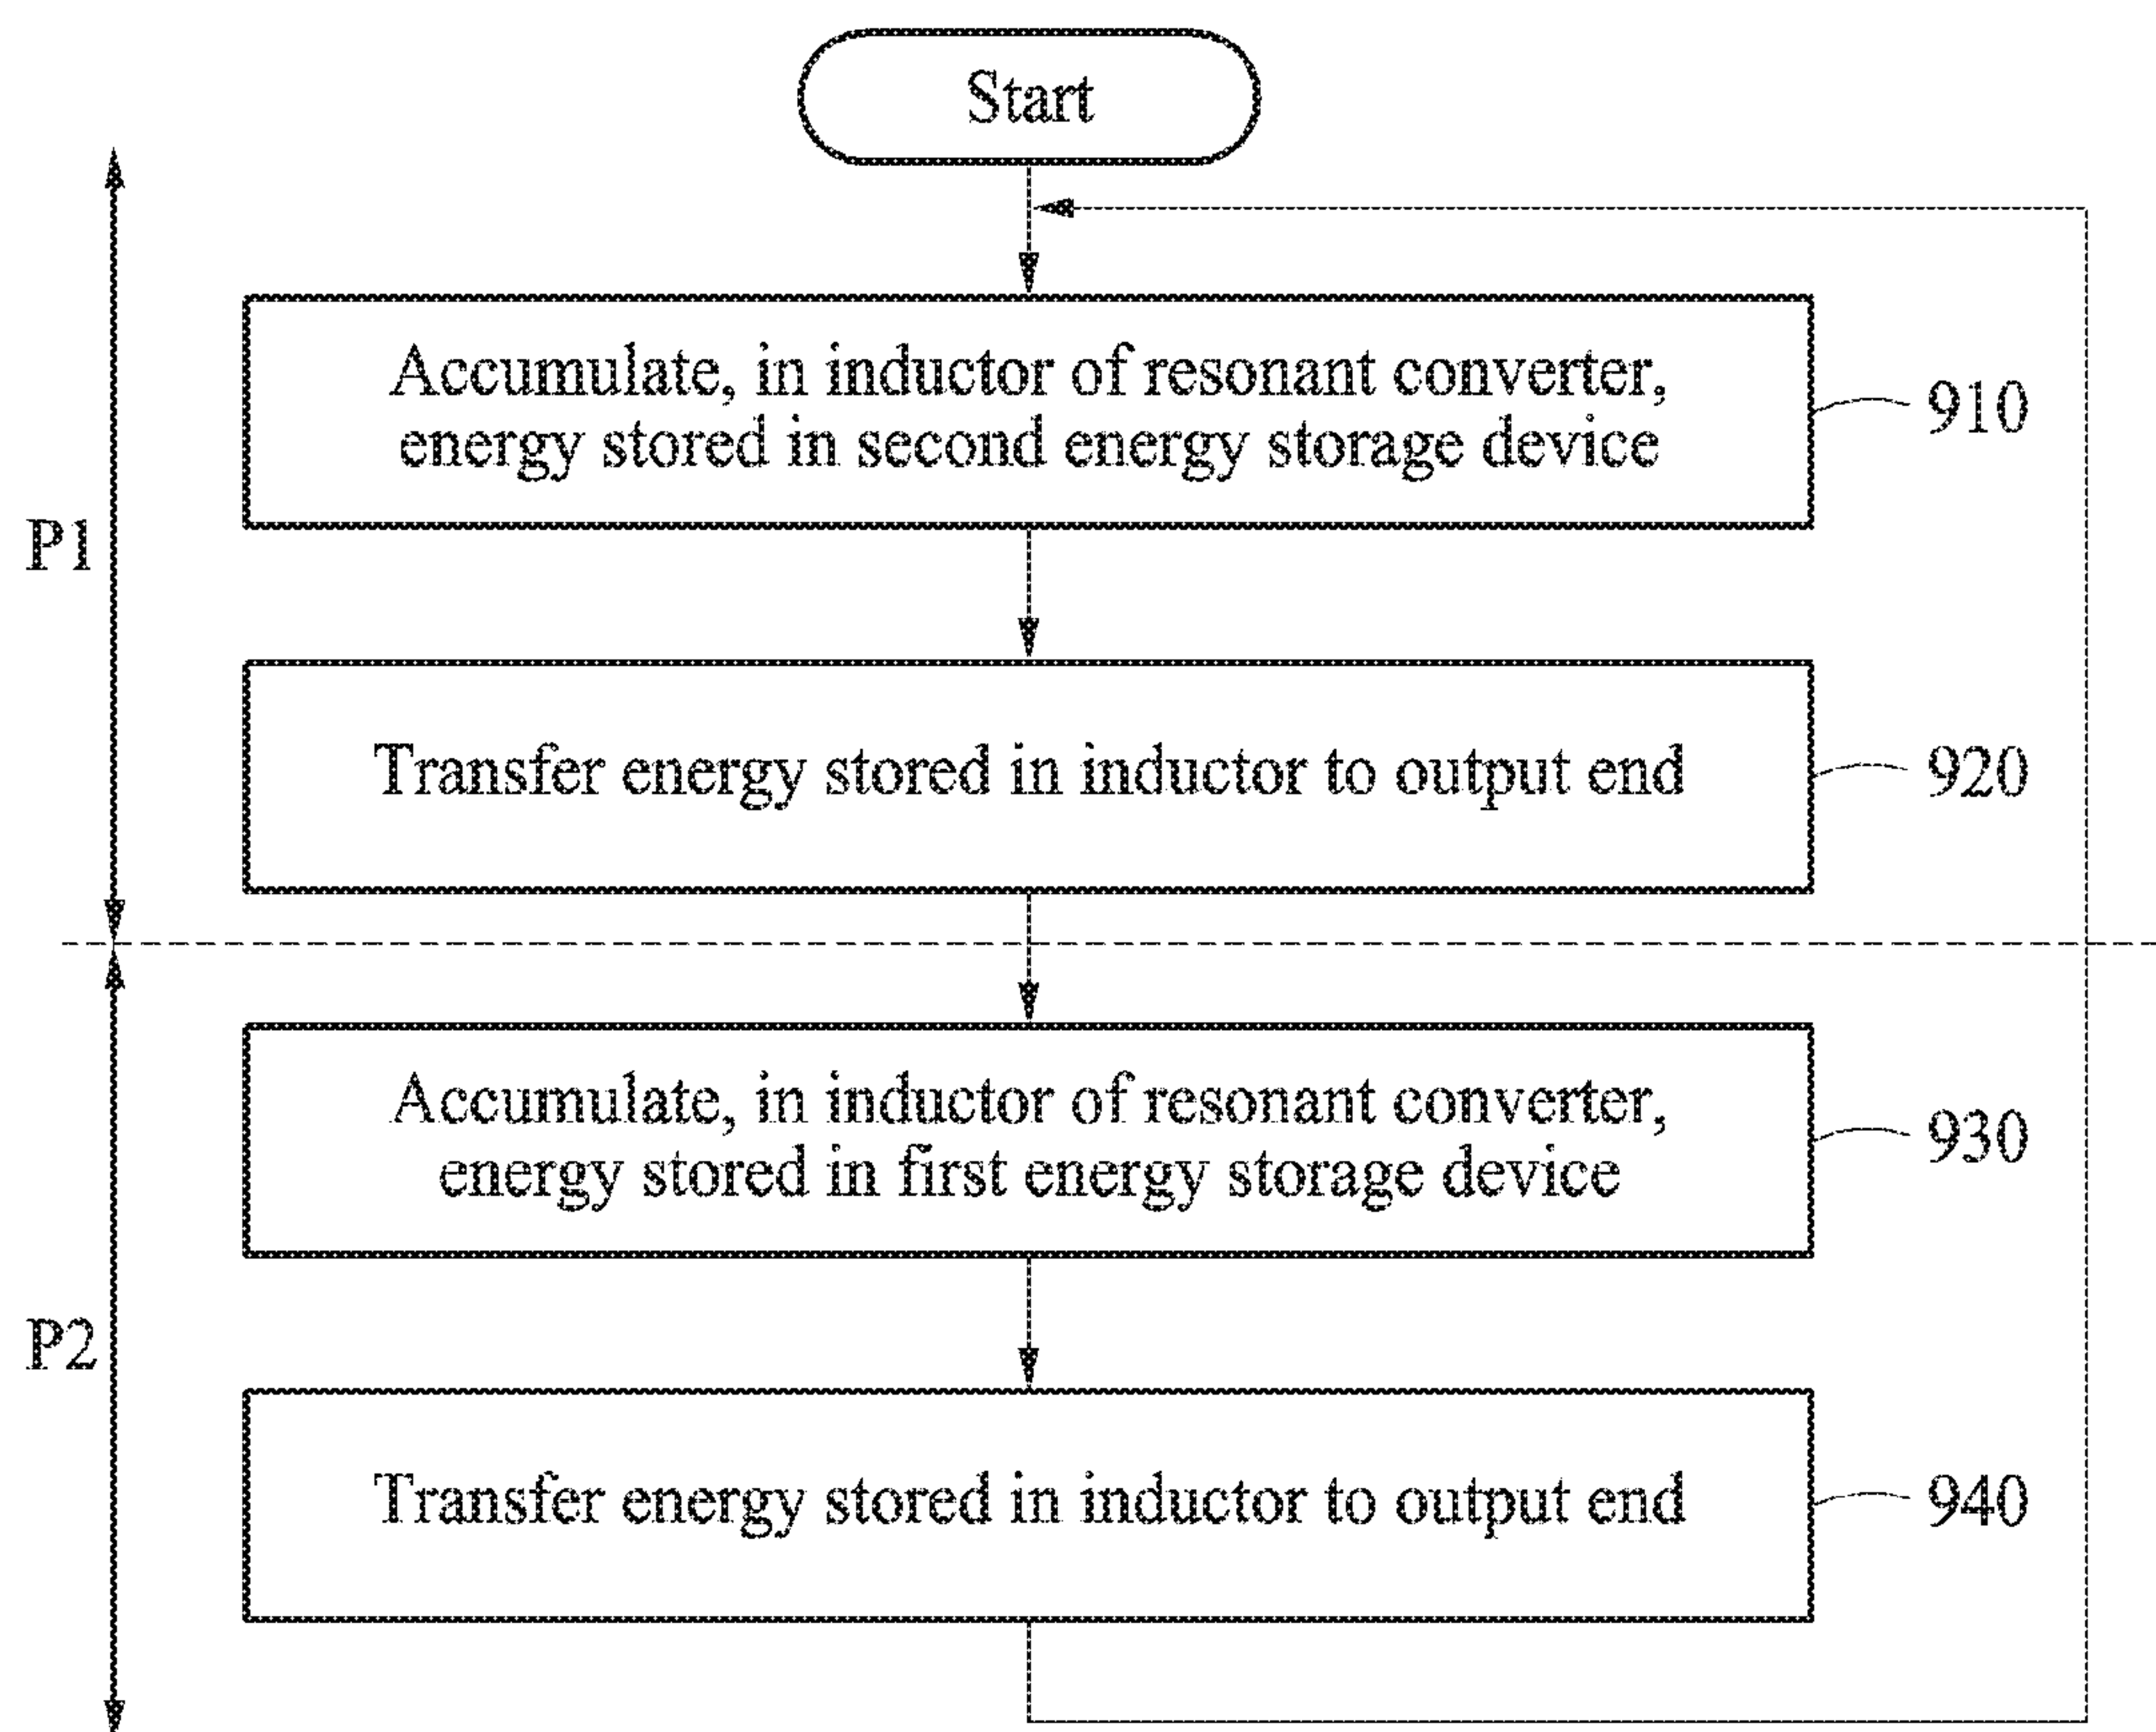 Start
Accumulate, in inductor of resonant converter,
energy stored in second energy storage device
910
P1
Transfer energy stored in inductor to output end
920
Accumulate, in inductor of resonant converter,
energy stored in first energy storage device
930
P2
Transfer energy stored in inductor to output end
940